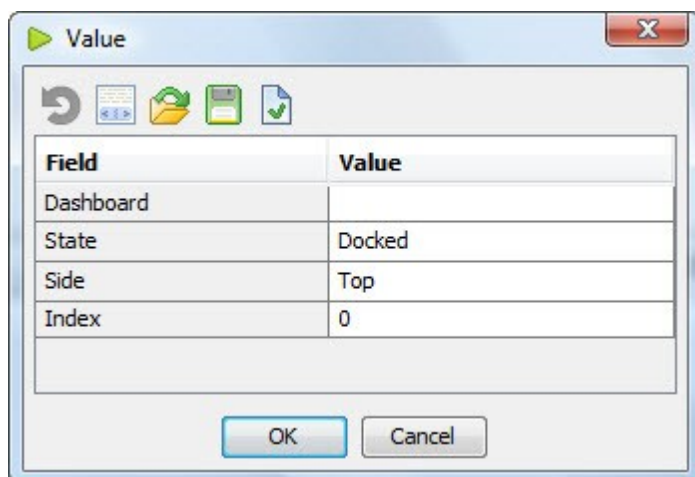 Value
Field Value
Dashboard
State Docked
Side Top
Index 0
OK Cancel